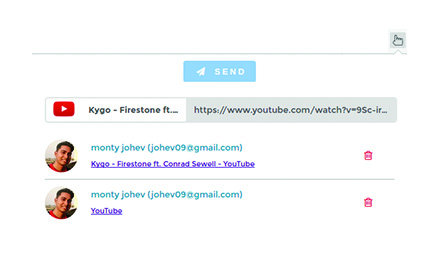 SEND
Kygo - Firestone ft.... https://www.youtube.com/watch?v=9Sc-ir...
monty johev (johev09@gmail.com)
Kygo - Firestone ft. Conrad Sewell - YouTube
monty johev (johev09@gmail.com)
YouTube